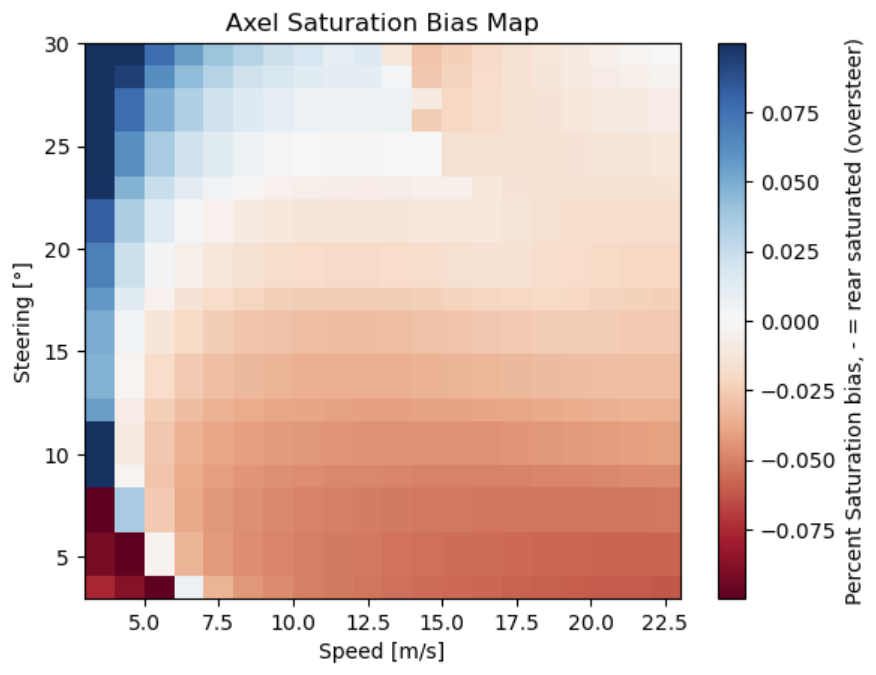 Axel Saturation Bias Map
30
25
20
15
10
5
Steering [°]
5.0 7.5 10.0 12.5 15.0 17.5 20.0 22.5
Speed [m/s]
0.075
0.050
0.025
0.000
−0.025
−0.050
−0.075
Percent Saturation bias, - = rear saturated (oversteer)